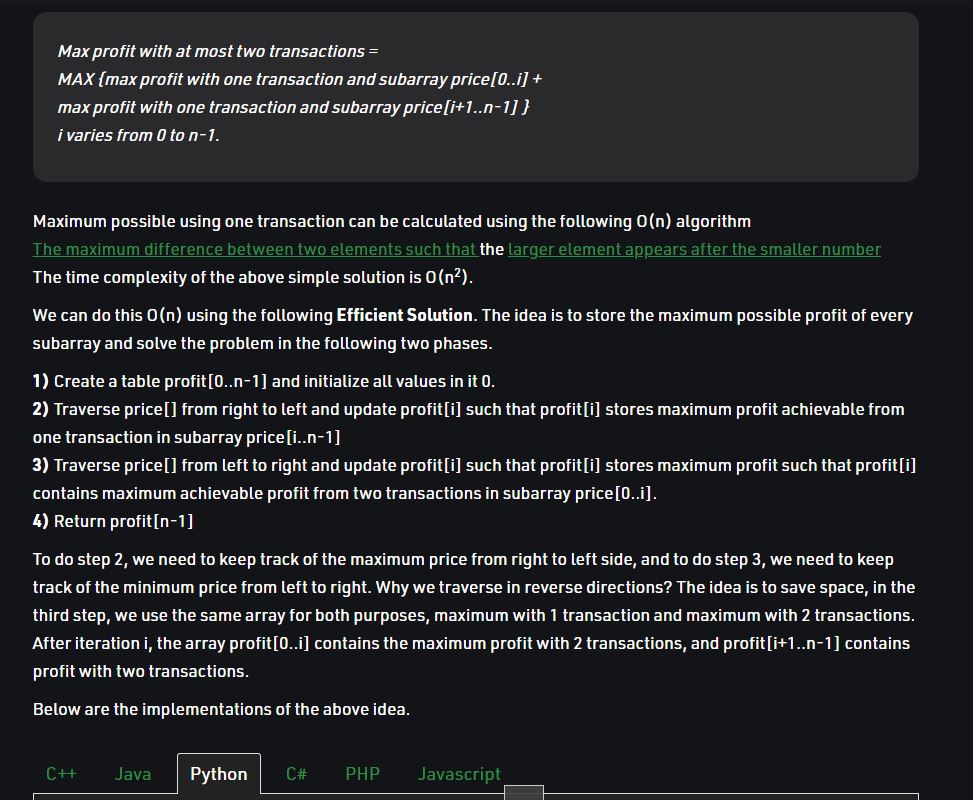 Max profit with at most two transactions =
MAX {max profit with one transaction and subarray price[0..i] +
max profit with one transaction and subarray price[i+1..n-1] }
i varies from 0 to n-1.
Maximum possible using one transaction can be calculated using the following O(n) algorithm
The maximum difference between two elements such that the larger element appears after the smaller number
The time complexity of the above simple solution is O(n²).
We can do this O(n) using the following Efficient Solution. The idea is to store the maximum possible profit of every
subarray and solve the problem in the following two phases.
1) Create a table profit[0..n-1] and initialize all values in it 0.
2) Traverse price[] from right to left and update profit[i] such that profit[i] stores maximum profit achievable from
one transaction in subarray price[i..n-1]
3) Traverse price[] from left to right and update profit[i] such that profit[i] stores maximum profit such that profit[i]
contains maximum achievable profit from two transactions in subarray price[0..i].
4) Return profit[n-1]
To do step 2, we need to keep track of the maximum price from right to left side, and to do step 3, we need to keep
track of the minimum price from left to right. Why we traverse in reverse directions? The idea is to save space, in the
third step, we use the same array for both purposes, maximum with 1 transaction and maximum with 2 transactions.
After iteration i, the array profit[0..i] contains the maximum profit with 2 transactions, and profit[i+1..n-1] contains
profit with two transactions.
Below are the implementations of the above idea.
C++ Java Python C# PHP Javascript